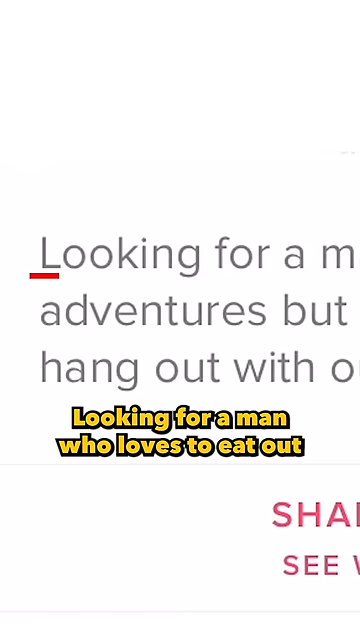 Looking for a m
adventures but
hang out with o
Looking for a man
who loves to eat out
SHA
SEE